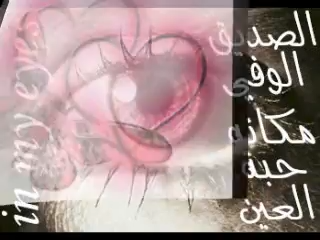 الصديق
الوفي
مكانه
حبة
العين
in my eyes